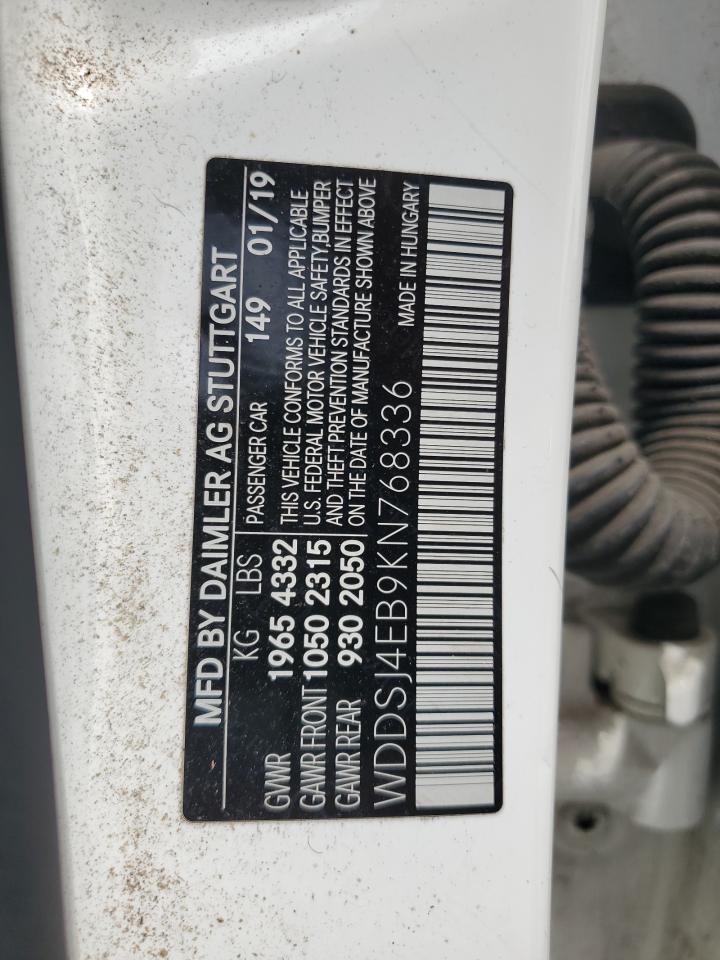 MFD BY DAIMLER AG STUTTGART
KG LBS PASSENGER CAR 149 01/19
GVWR 1965 4332
GAWR FRONT 1050 2315
GAWR REAR 930 2050
THIS VEHICLE CONFORMS TO ALL APPLICABLE
U.S. FEDERAL MOTOR VEHICLE SAFETY,BUMPER
AND THEFT PREVENTION STANDARDS IN EFFECT
ON THE DATE OF MANUFACTURE SHOWN ABOVE
WDDSJ4EB9KN768336 MADE IN HUNGARY